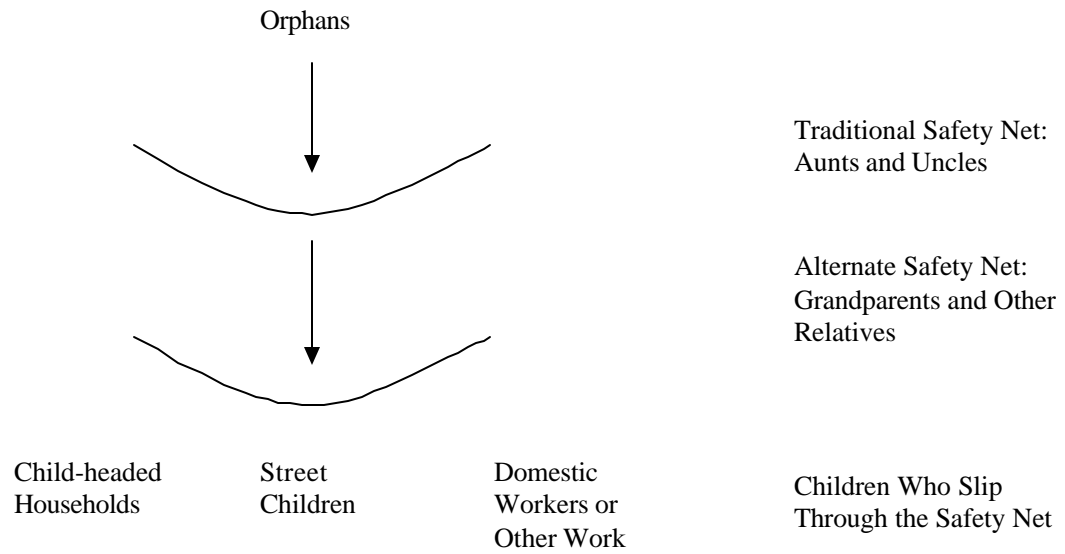 Orphans
Traditional Safety Net:
Aunts and Uncles
Alternate Safety Net:
Grandparents and Other
Relatives
Child-headed
Households
Street
Children
Domestic
Workers or
Other Work
Children Who Slip
Through the Safety Net